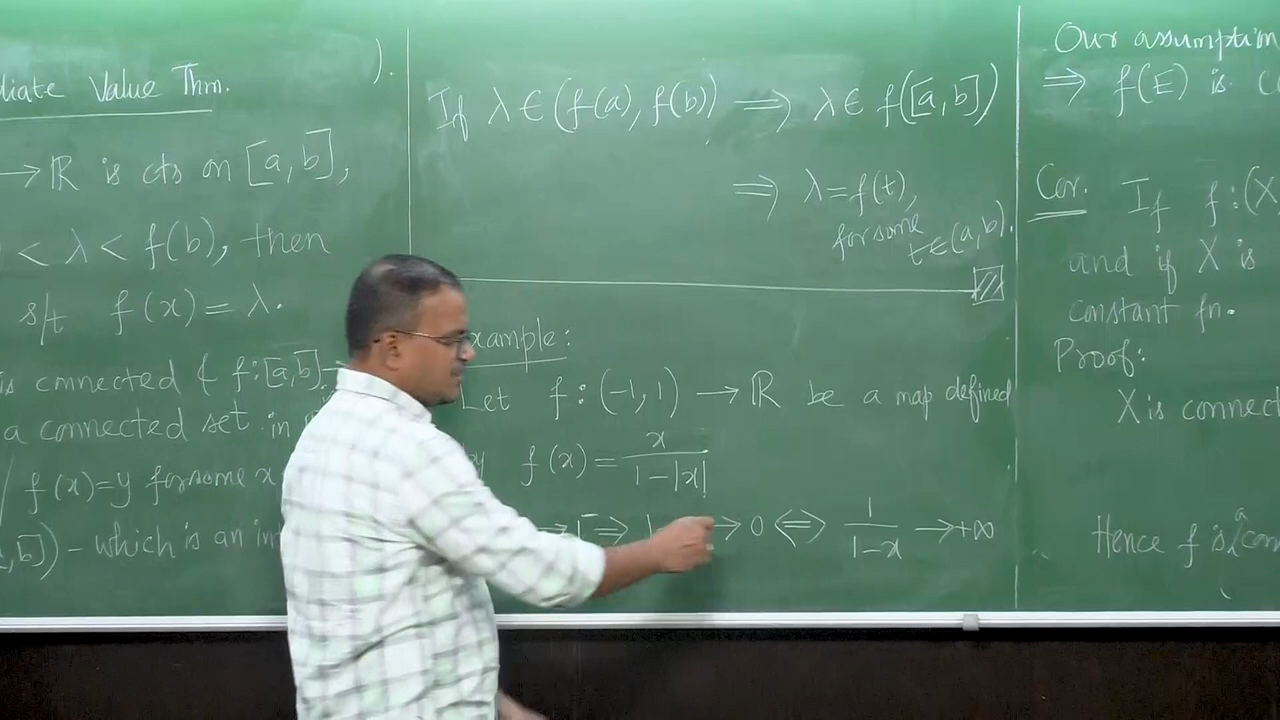 diate Value Thm. ).
→ ℝ is cts on [a,b],
< λ < f(b), then
s/t f(x) = λ.
is connected & f:[a,b] →
a connected set in
f(x)=y for some x
,b]) - which is an in
If λ ∈ (f(a), f(b)) ⟹ λ ∈ f([a,b])
⟹ λ = f(t),
for some
t ∈ (a,b).
xample:
Let f : (-1,1) → ℝ be a map defined
y f(x) = x / (1-|x|)
→ 1⁻ ⟹ 1 → 0 ⟺ 1/(1-x) → +∞
Our assumption
⟹ f(E) is c
Cor. If f:(X
and if X is
constant fn.
Proof:
X is connect
Hence f is a con